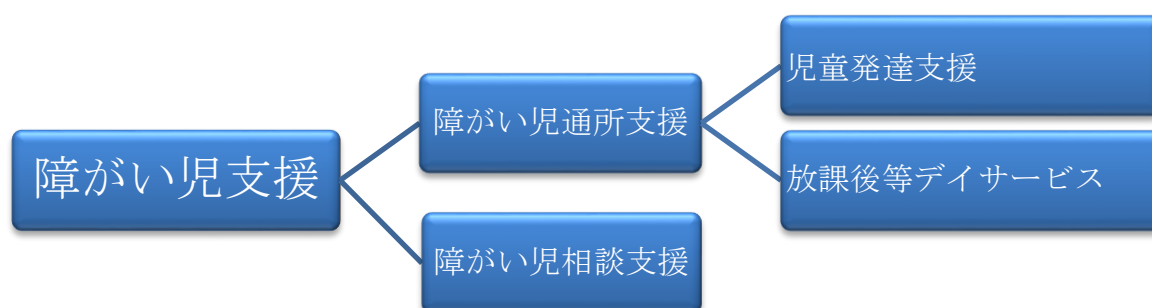 障がい児支援
障がい児通所支援
児童発達支援
放課後等デイサービス
障がい児相談支援